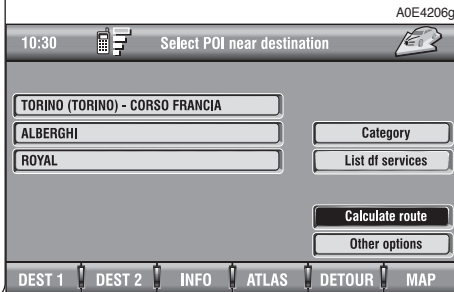 A0E4206g
10:30 Select POI near destination
TORINO (TORINO) - CORSO FRANCIA
ALBERGHI Category
ROYAL List df services
Calculate route
Other options
DEST 1 DEST 2 INFO ATLAS DETOUR MAP